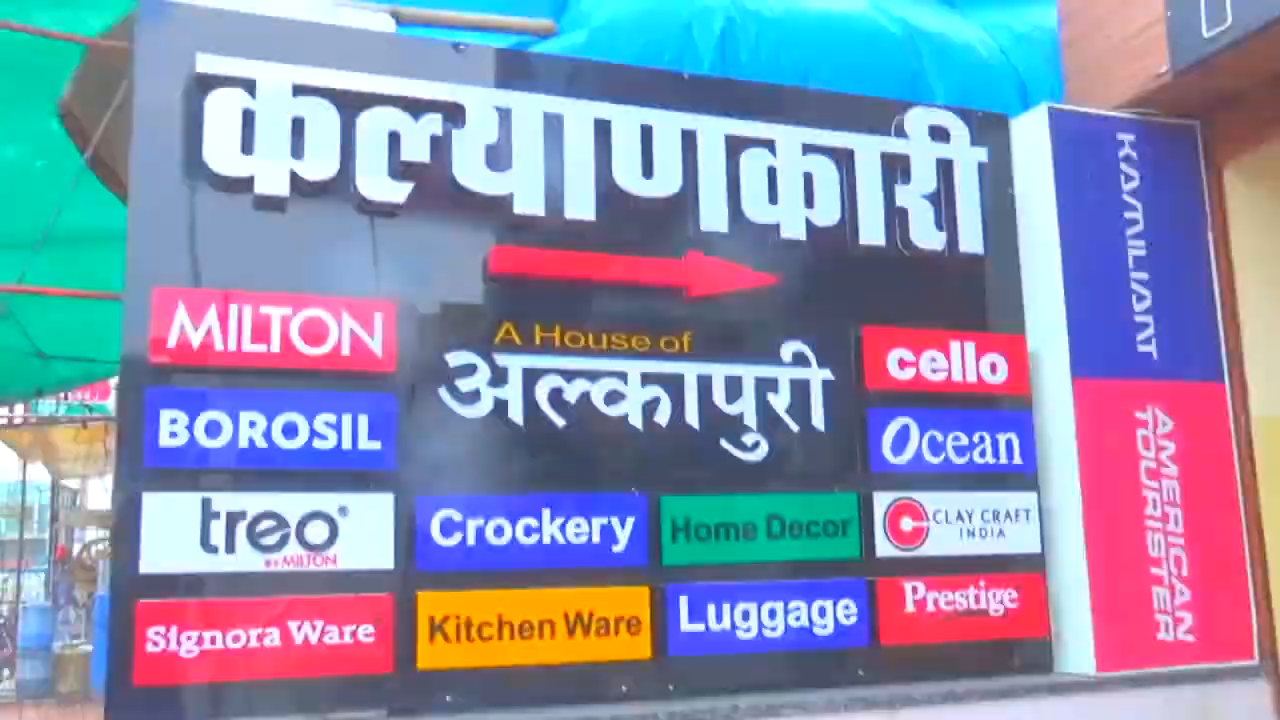 कल्याणकारी
A House of
अल्कापुरी
MILTON
BOROSIL
treo
BY MILTON
Signora Ware
Crockery
Home Decor
Kitchen Ware
Luggage
cello
Ocean
CLAY CRAFT
INDIA
Prestige
KAMILIANT
AMERICAN
TOURISTER